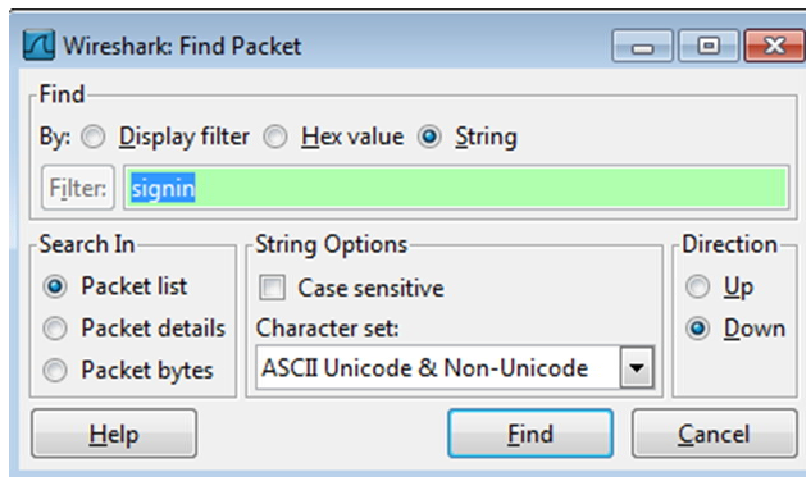 Wireshark: Find Packet
Find
By: Display filter Hex value String
Filter: signin
Search In String Options Direction
Packet list Case sensitive Up
Packet details Character set: Down
Packet bytes ASCII Unicode & Non-Unicode
Help Find Cancel